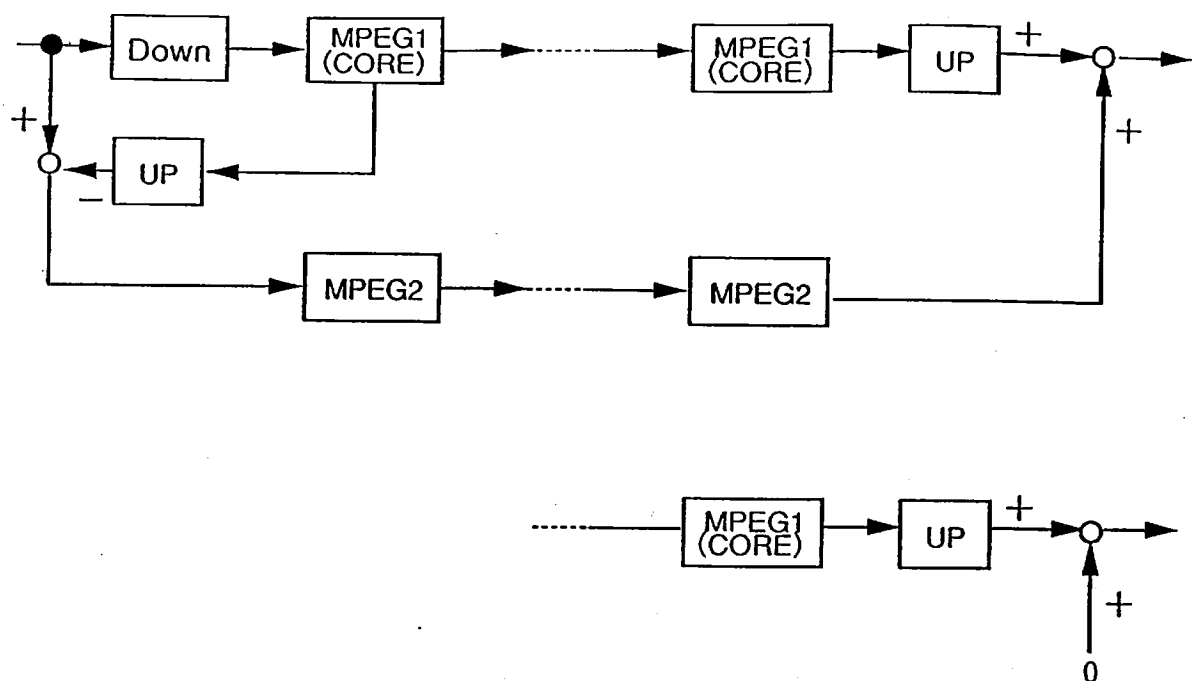 Down
MPEG1
(CORE)
MPEG1
(CORE)
UP
+
+
+
UP
−
MPEG2
MPEG2
MPEG1
(CORE)
UP
+
+
0